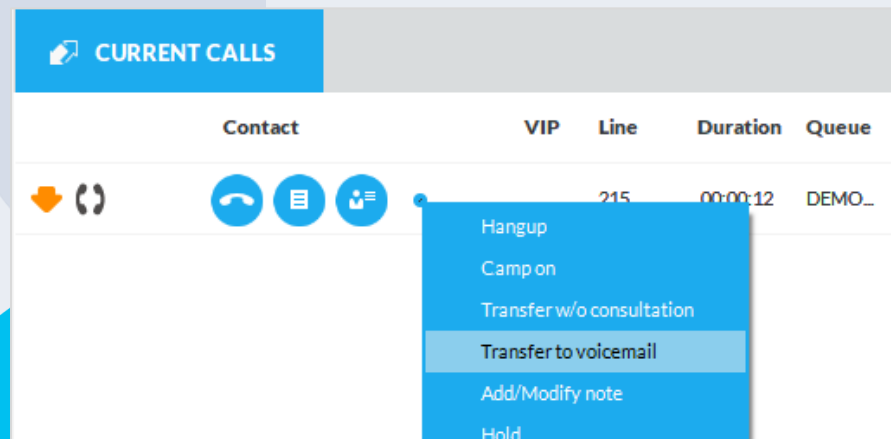 CURRENT CALLS
Contact VIP Line Duration Queue
215 00:00:12 DEMO...
Hangup
Camp on
Transfer w/o consultation
Transfer to voicemail
Add/Modify note
Hold